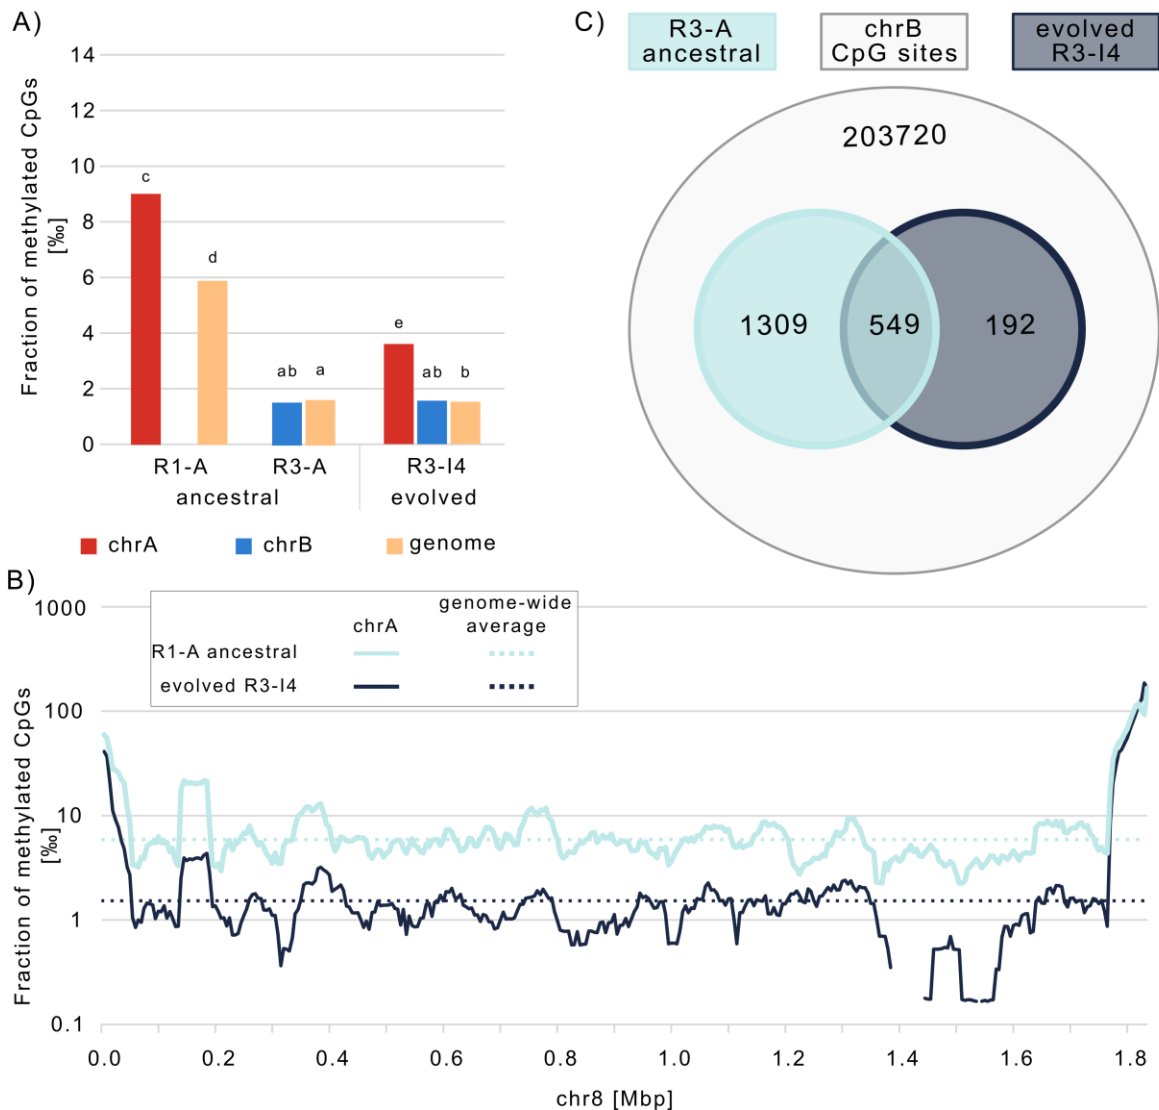 A)
Fraction of methylated CpGs
[‰]
14
12
10
8
6
4
2
0
c
d
ab
a
e
ab
b
R1-A
R3-A
R3-I4
ancestral
evolved
chrA
chrB
genome
C)
R3-A
ancestral
chrB
CpG sites
evolved
R3-I4
203720
1309
549
192
B)
Fraction of methylated CpGs
[‰]
1000
100
10
1
0.1
genome-wide
chrA
average
R1-A ancestral
evolved R3-I4
0.0
0.2
0.4
0.6
0.8
1.0
1.2
1.4
1.6
1.8
chr8 [Mbp]